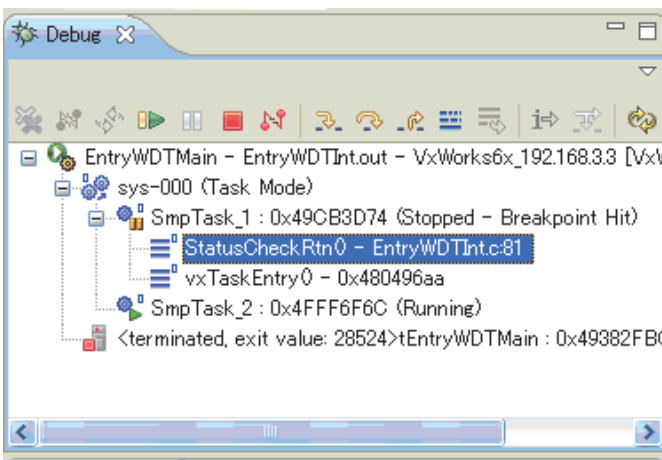 Debug
i
EntryWDTMain - EntryWDTInt.out - VxWorks6x_192.168.3.3 [VxW
sys-000 (Task Mode)
SmpTask_1 : 0x49CB3D74 (Stopped - Breakpoint Hit)
StatusCheckRtn() - EntryWDTInt.c:81
vxTaskEntry() - 0x480496aa
SmpTask_2 : 0x4FFF6F6C (Running)
<terminated, exit value: 28524>tEntryWDTMain : 0x49382FB0